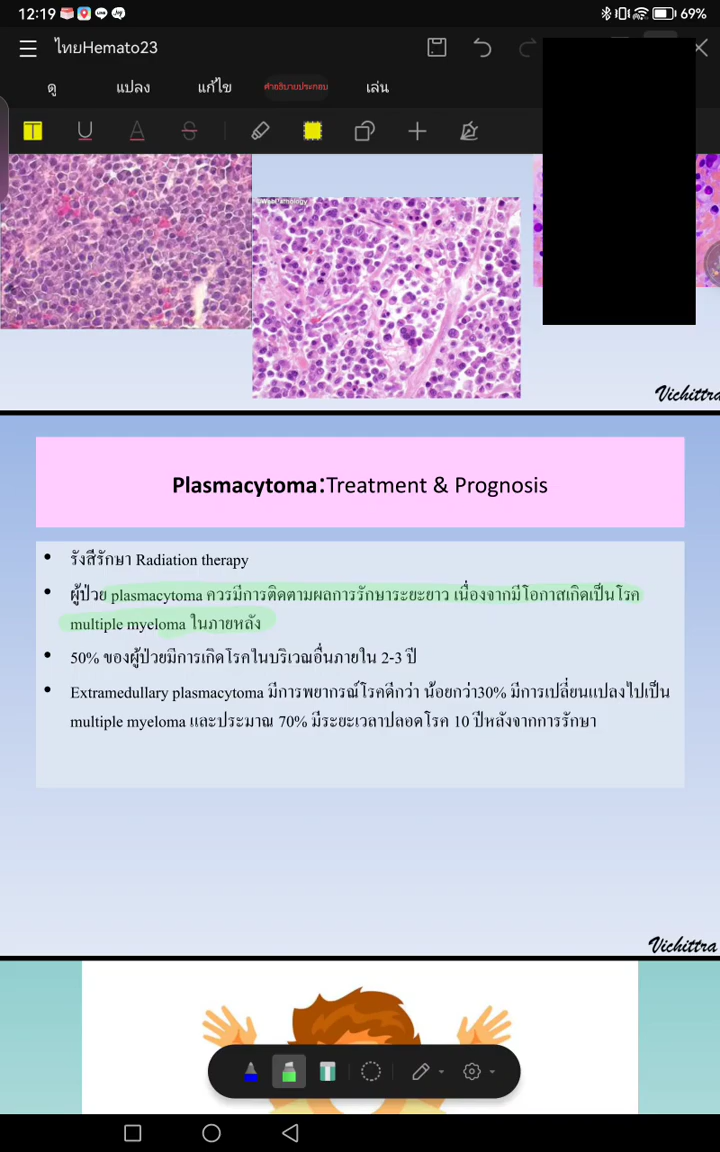 12:19
69%
ไทยHemato23
ดู แปลง แก้ไข คำอธิบายประกอบ เล่น
T U A S
Vichittra
Plasmacytoma:Treatment & Prognosis
• รังสีรักษา Radiation therapy
• ผู้ป่วย plasmacytoma ควรมีการติดตามผลการรักษาระยะยาว เนื่องจากมีโอกาสเกิดเป็นโรค
multiple myeloma ในภายหลัง
• 50% ของผู้ป่วยมีการเกิดโรคในบริเวณอื่นภายใน 2-3 ปี
• Extramedullary plasmacytoma มีการพยากรณ์โรคดีกว่า น้อยกว่า30% มีการเปลี่ยนแปลงไปเป็น
multiple myeloma และประมาณ 70% มีระยะเวลาปลอดโรค 10 ปีหลังจากการรักษา
Vichittra